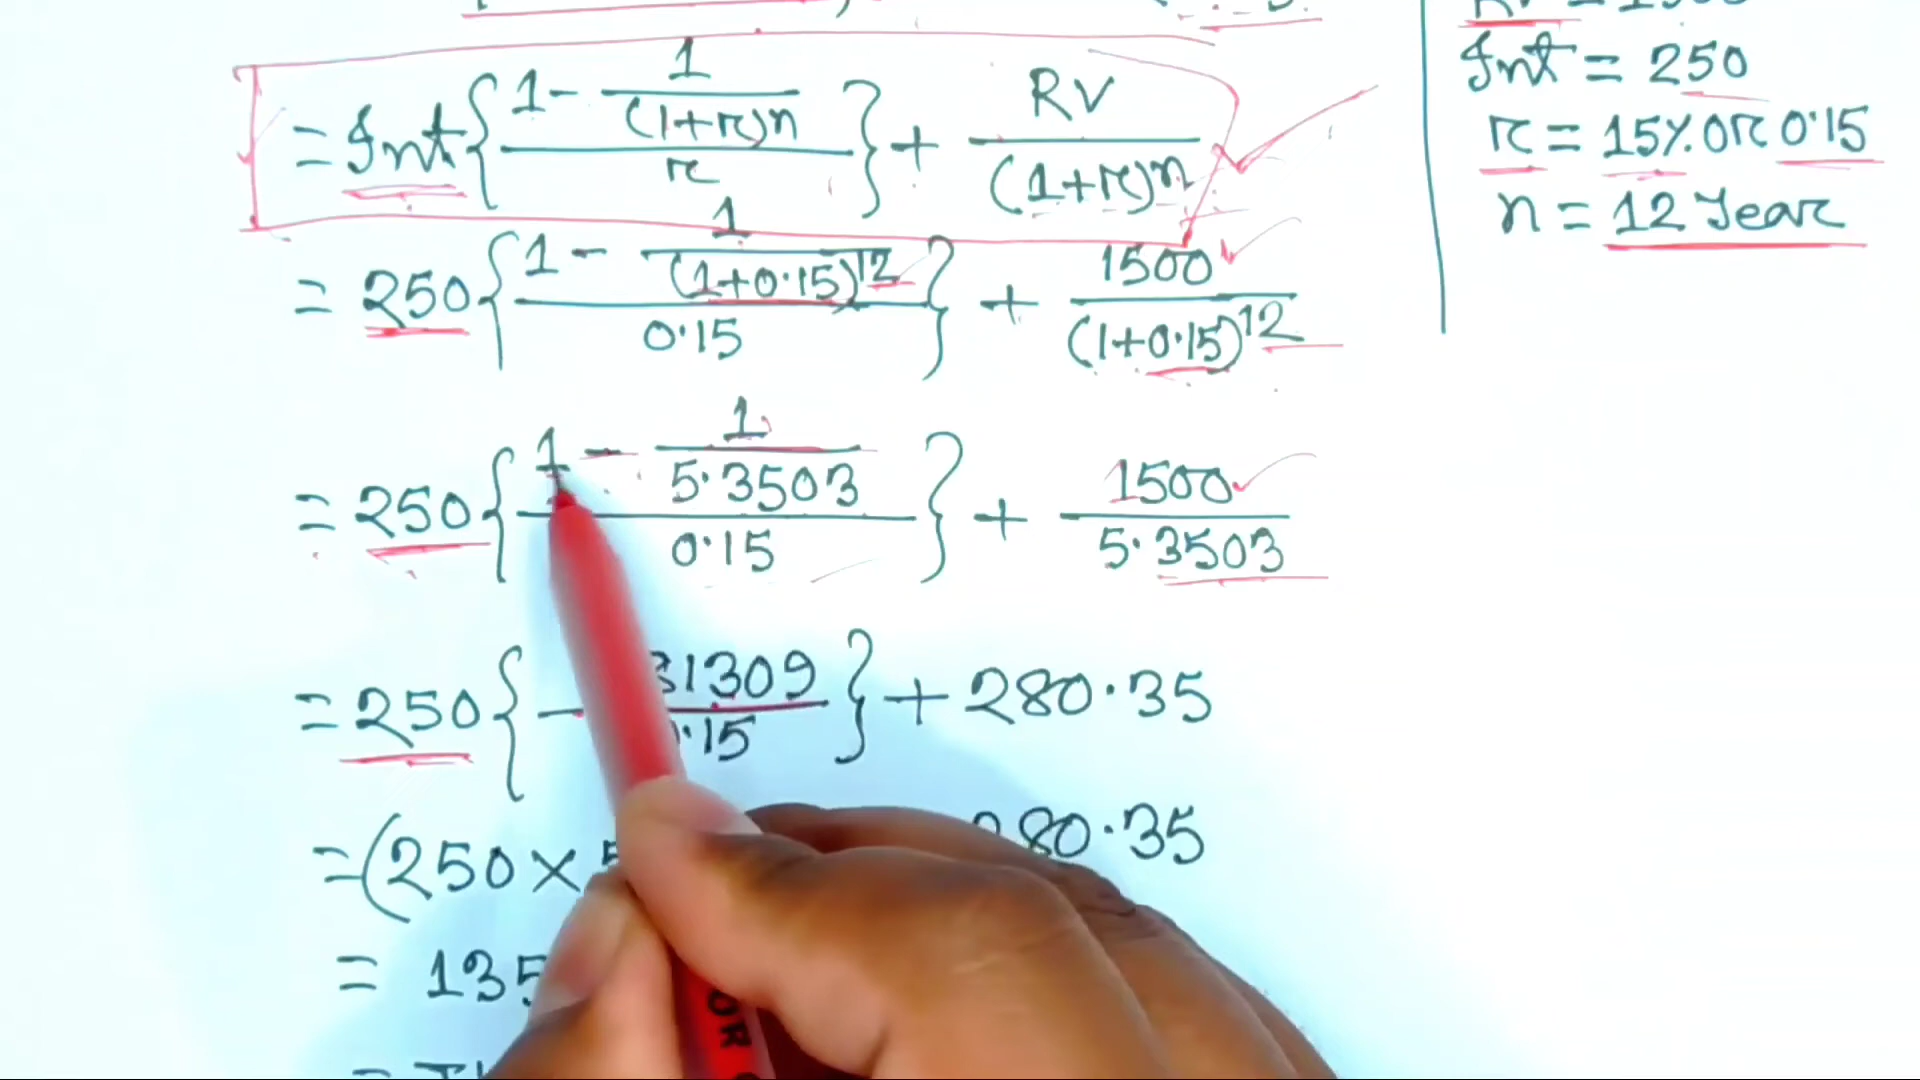 = Int { 1 - 1/(1+r)n / r } + RV/(1+r)n
= 250 { 1 - 1/(1+0.15)^12 / 0.15 } + 1500/(1+0.15)^12
= 250 { 1 - 1/5.3503 / 0.15 } + 1500/5.3503
= 250 { 31309 / .15 } + 280.35
= (250 × 280.35
= 135
Int = 250
r = 15% or 0.15
n = 12 Year
OR